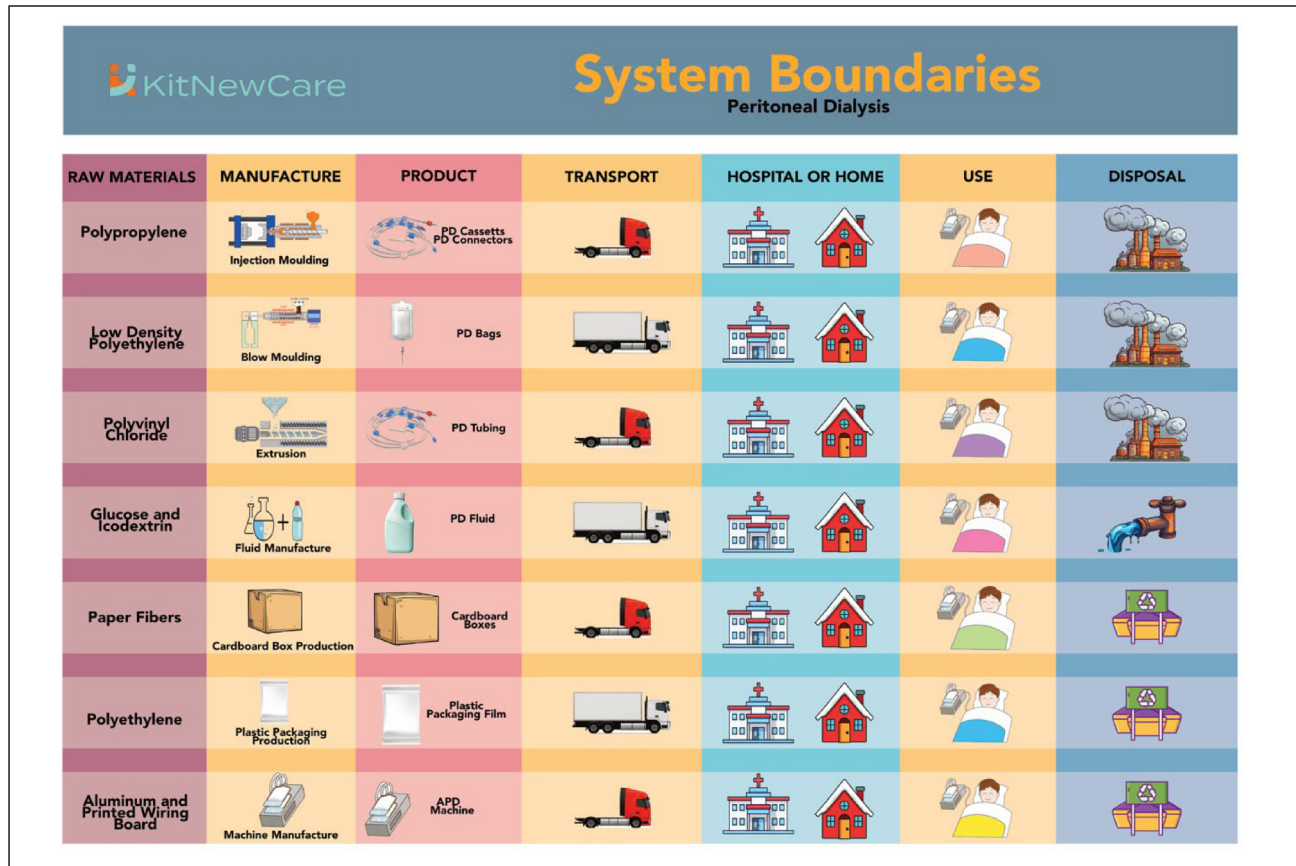 KitNewCare
System Boundaries
Peritoneal Dialysis
RAW MATERIALS
MANUFACTURE
PRODUCT
TRANSPORT
HOSPITAL OR HOME
USE
DISPOSAL
Polypropylene
Injection Moulding
PD Cassetts
PD Connectors
Low Density
Polyethylene
Blow Moulding
PD Bags
Polyvinyl
Chloride
Extrusion
PD Tubing
Glucose and
Icodextrin
Fluid Manufacture
PD Fluid
Paper Fibers
Cardboard Box Production
Cardboard
Boxes
Polyethylene
Plastic Packaging
Production
Plastic
Packaging Film
Aluminum and
Printed Wiring
Board
Machine Manufacture
APD
Machine